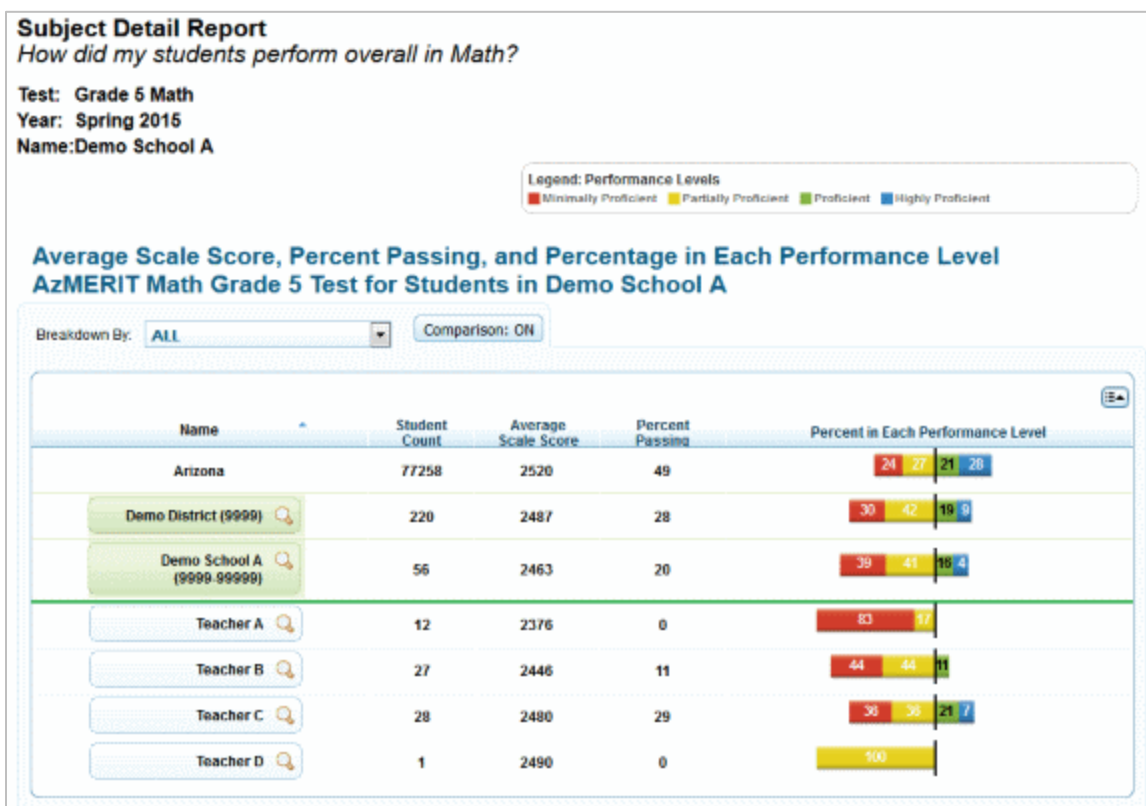 Subject Detail Report
How did my students perform overall in Math?
Test: Grade 5 Math
Year: Spring 2015
Name:Demo School A
Legend: Performance Levels
Minimally Proficient Partially Proficient Proficient Highly Proficient
Average Scale Score, Percent Passing, and Percentage in Each Performance Level
AzMERIT Math Grade 5 Test for Students in Demo School A
Breakdown By: ALL Comparison: ON
Name Student Count Average Scale Score Percent Passing Percent in Each Performance Level
Arizona 77258 2520 49 24 27 21 28
Demo District (9999) 220 2487 28 30 42 19 9
Demo School A (9999-99999) 56 2463 20 39 41 16 4
Teacher A 12 2376 0 83 17
Teacher B 27 2446 11 44 44 11
Teacher C 28 2480 29 36 36 21 7
Teacher D 1 2490 0 100